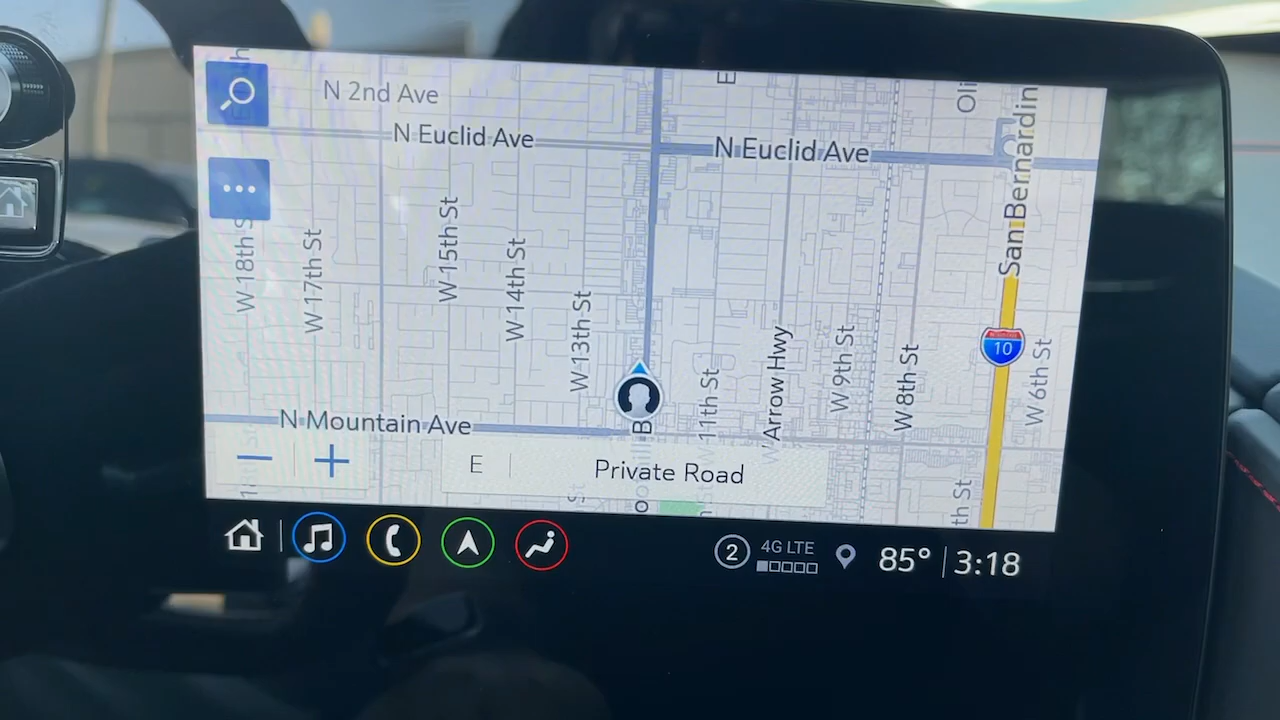 N 2nd Ave
N Euclid Ave
N Euclid Ave
Oli
San Bernardin
W 18th S
W 17th St
W 15th St
W 14th St
W 13th St
11th St
Arrow Hwy
W 9th St
W 8th St
10
W 6th St
N Mountain Ave
B
E
Private Road
th St
2
4G LTE
85°
3:18